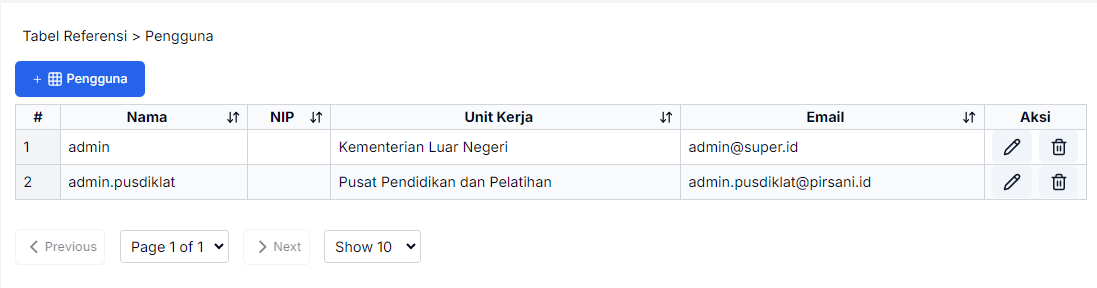 Tabel Referensi > Pengguna
+ Pengguna
# Nama NIP Unit Kerja Email Aksi
1 admin Kementerian Luar Negeri admin@super.id
2 admin.pusdiklat Pusat Pendidikan dan Pelatihan admin.pusdiklat@pirsani.id
Previous Page 1 of 1 Next Show 10